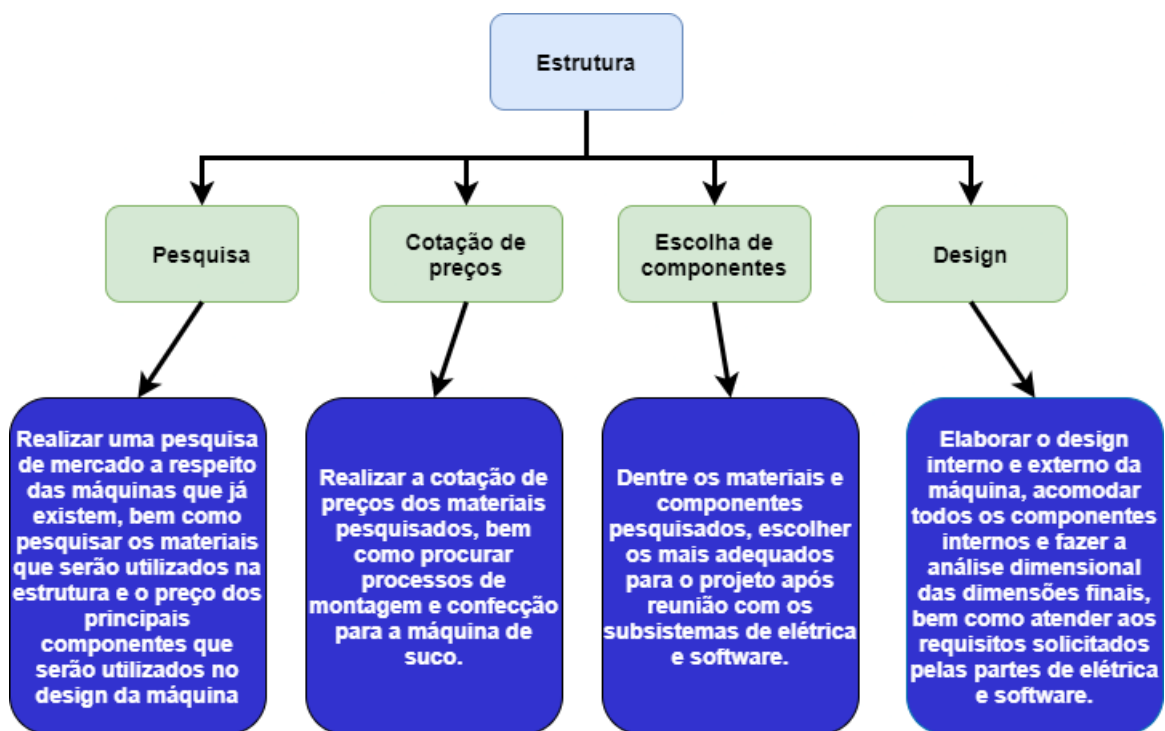 Estrutura
Pesquisa
Cotação de
preços
Escolha de
componentes
Design
Realizar uma pesquisa
de mercado a respeito
das máquinas que já
existem, bem como
pesquisar os materiais
que serão utilizados na
estrutura e o preço dos
principais
componentes que
serão utilizados no
design da máquina
Realizar a cotação de
preços dos materiais
pesquisados, bem
como procurar
processos de
montagem e confecção
para a máquina de
suco.
Dentre os materiais e
componentes
pesquisados, escolher
os mais adequados
para o projeto após
reunião com os
subsistemas de elétrica
e software.
Elaborar o design
interno e externo da
máquina, acomodar
todos os componentes
internos e fazer a
análise dimensional
das dimensões finais,
bem como atender aos
requisitos solicitados
pelas partes de elétrica
e software.